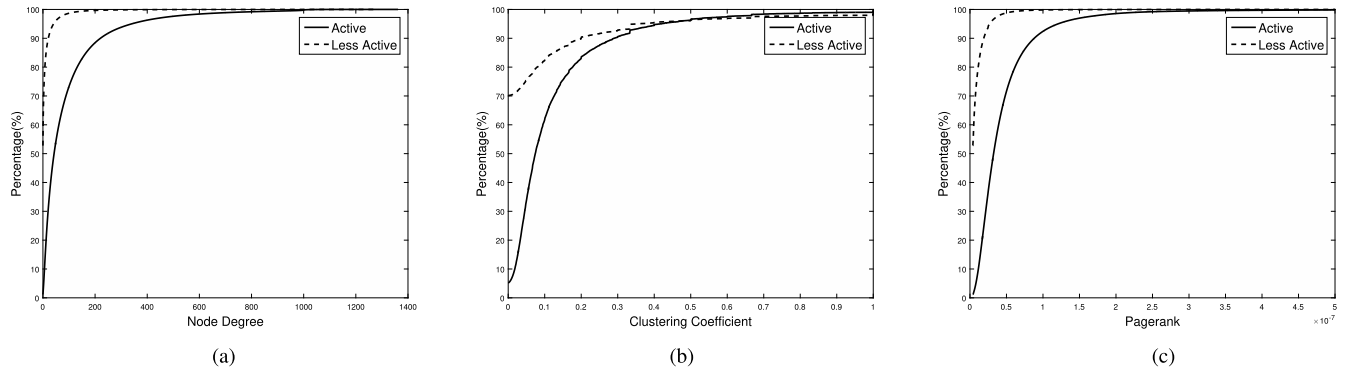 100
90
80
70
60
50
40
30
20
10
0
Percentage(%)
0 200 400 600 800 1000 1200 1400
Node Degree
Active
Less Active
(a)
100
90
80
70
60
50
40
30
20
10
0
Percentage(%)
0 0.1 0.2 0.3 0.4 0.5 0.6 0.7 0.8 0.9 1
Clustering Coefficient
Active
Less Active
(b)
100
90
80
70
60
50
40
30
20
10
0
Percentage(%)
0 0.5 1 1.5 2 2.5 3 3.5 4 4.5 5
×10⁻⁷
Pagerank
Active
Less Active
(c)